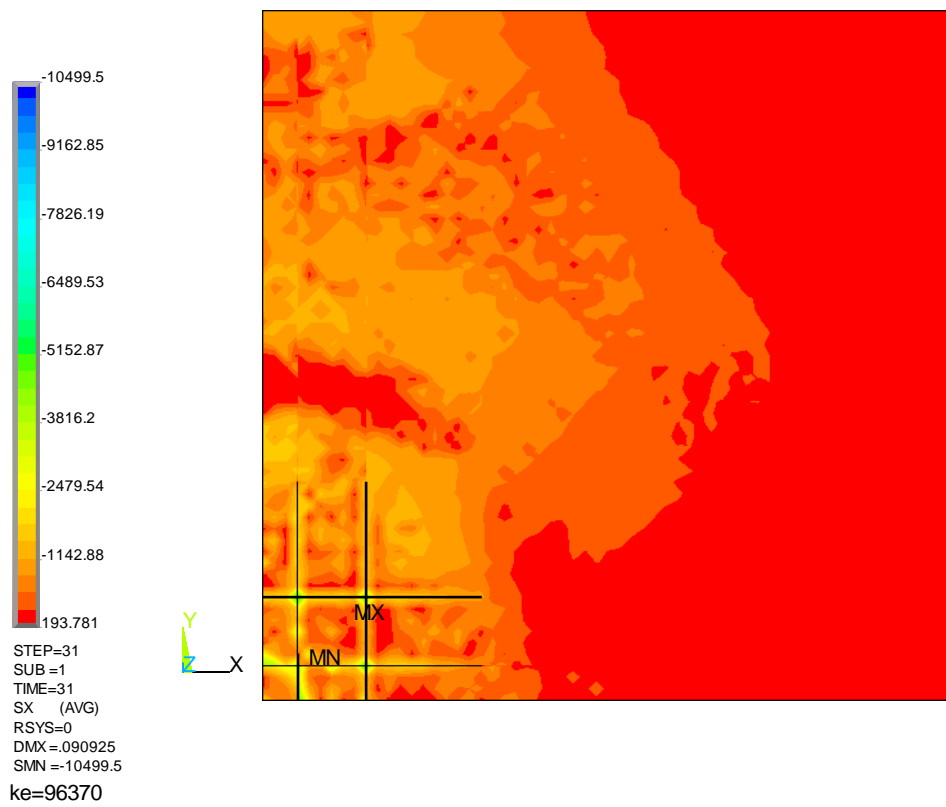 -10499.5
-9162.85
-7826.19
-6489.53
-5152.87
-3816.2
-2479.54
-1142.88
193.781
STEP=31
SUB =1
TIME=31
SX (AVG)
RSYS=0
DMX =.090925
SMN =-10499.5
ke=96370
Y
Z
X
MX
MN